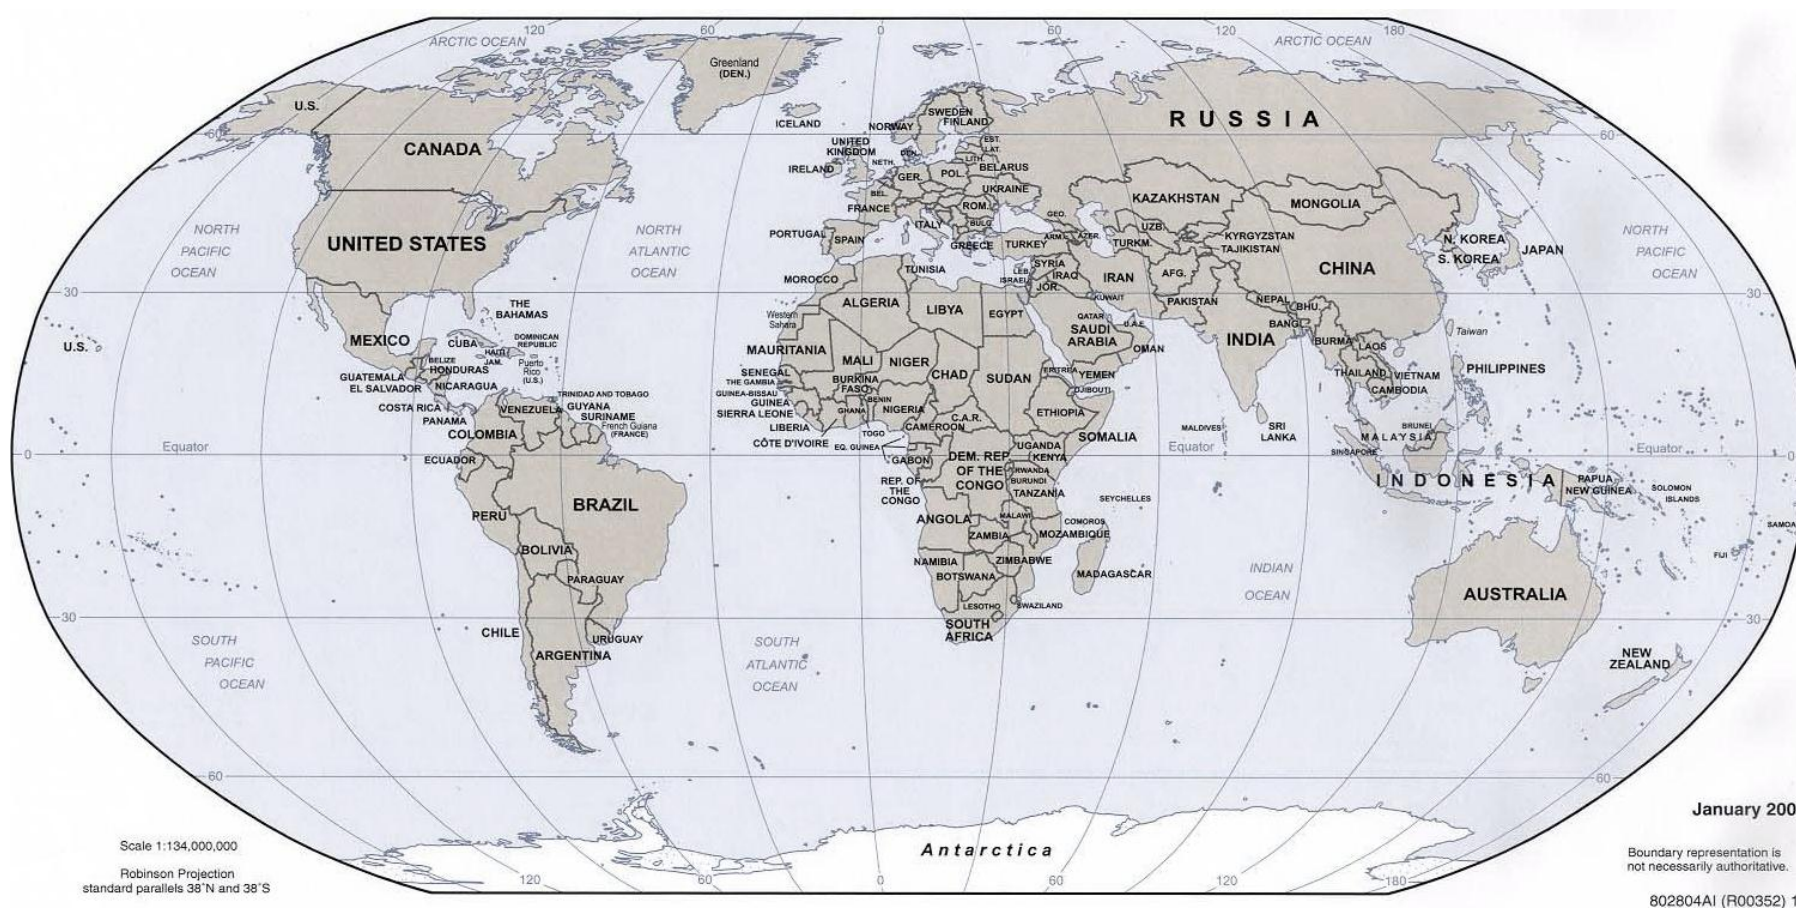 ARCTIC OCEAN
120
60
0
60
120
180
ARCTIC OCEAN
Greenland
(DEN.)
U.S.
ICELAND
NORWAY
SWEDEN
FINLAND
RUSSIA
60
60
CANADA
UNITED
KINGDOM
IRELAND
DEN.
NETH.
EST.
LAT.
LITH.
BELARUS
GER.
POL.
BEL.
UKRAINE
FRANCE
ROM.
BULG.
ITALY
KAZAKHSTAN
MONGOLIA
GEO.
ARM.
AZER.
UZB.
TURKM.
KYRGYZSTAN
TAJIKISTAN
N. KOREA
S. KOREA
JAPAN
NORTH
PACIFIC
OCEAN
UNITED STATES
NORTH
ATLANTIC
OCEAN
PORTUGAL
SPAIN
GREECE
TURKEY
NORTH
PACIFIC
OCEAN
MOROCCO
TUNISIA
LEB.
ISRAEL
SYRIA
IRAQ
JOR.
IRAN
AFG.
CHINA
KUWAIT
PAKISTAN
NEPAL
BHU.
30
30
ALGERIA
LIBYA
EGYPT
Western
Sahara
QATAR
U.A.E.
SAUDI
ARABIA
OMAN
BANGL.
INDIA
BURMA
LAOS
Taiwan
THE
BAHAMAS
U.S.
MEXICO
CUBA
DOMINICAN
REPUBLIC
HAITI
JAM.
Puerto
Rico
(U.S.)
BELIZE
HONDURAS
GUATEMALA
EL SALVADOR
NICARAGUA
COSTA RICA
PANAMA
TRINIDAD AND TOBAGO
VENEZUELA
GUYANA
SURINAME
French Guiana
(FRANCE)
COLOMBIA
ECUADOR
MAURITANIA
MALI
NIGER
CHAD
SUDAN
ERITREA
YEMEN
DJIBOUTI
SENEGAL
THE GAMBIA
GUINEA-BISSAU
GUINEA
SIERRA LEONE
LIBERIA
CÔTE D'IVOIRE
BURKINA
FASO
GHANA
TOGO
BENIN
NIGERIA
CAMEROON
C.A.R.
ETHIOPIA
SOMALIA
EQ. GUINEA
GABON
REP. OF
THE
CONGO
DEM. REP.
OF THE
CONGO
UGANDA
KENYA
RWANDA
BURUNDI
TANZANIA
THAILAND
VIETNAM
CAMBODIA
PHILIPPINES
MALDIVES
SRI
LANKA
BRUNEI
MALAYSIA
SINGAPORE
Equator
Equator
Equator
0
0
INDONESIA
PAPUA
NEW GUINEA
SOLOMON
ISLANDS
SEYCHELLES
BRAZIL
PERU
BOLIVIA
PARAGUAY
ANGOLA
MALAWI
ZAMBIA
COMOROS
MOZAMBIQUE
NAMIBIA
ZIMBABWE
BOTSWANA
MADAGASCAR
LESOTHO
SWAZILAND
SOUTH
AFRICA
SAMOA
FIJI
INDIAN
OCEAN
AUSTRALIA
30
30
CHILE
URUGUAY
ARGENTINA
SOUTH
PACIFIC
OCEAN
SOUTH
ATLANTIC
OCEAN
NEW
ZEALAND
60
60
Antarctica
120
60
0
60
120
180
Scale 1:134,000,000
Robinson Projection
standard parallels 38°N and 38°S
January 200
Boundary representation is
not necessarily authoritative.
802804AI (R00352) 1